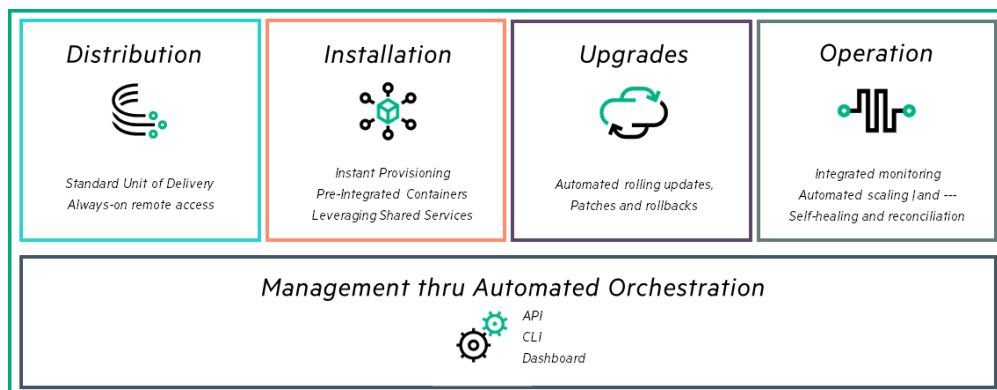 Distribution
Standard Unit of Delivery
Always-on remote access
Installation
Instant Provisioning
Pre-Integrated Containers
Leveraging Shared Services
Upgrades
Automated rolling updates,
Patches and rollbacks
Operation
Integrated monitoring
Automated scaling | and ---
Self-healing and reconciliation
Management thru Automated Orchestration
API
CLI
Dashboard